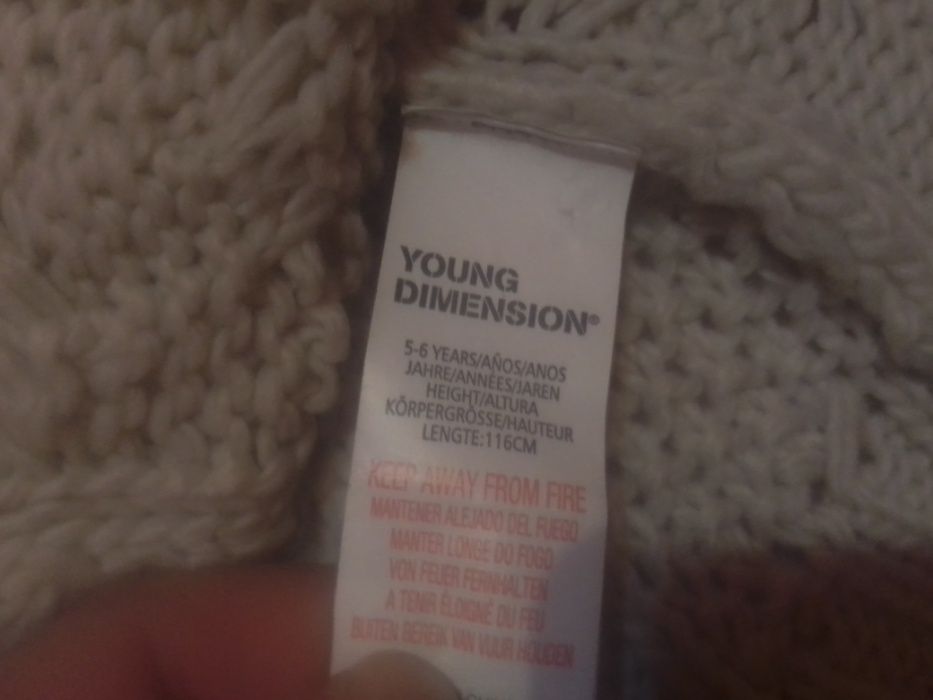 YOUNG
DIMENSION®
5-6 YEARS/AÑOS/ANOS
JAHRE/ANNÉES/JAREN
HEIGHT/ALTURA
KÖRPERGRÖSSE/HAUTEUR
LENGTE:116CM
KEEP AWAY FROM FIRE
MANTENER ALEJADO DEL FUEGO
MANTER LONGE DO FOGO
VON FEUER FERNHALTEN
A TENIR ÉLOIGNÉ DU FEU
BUITEN BEREIK VAN VUUR HOUDEN